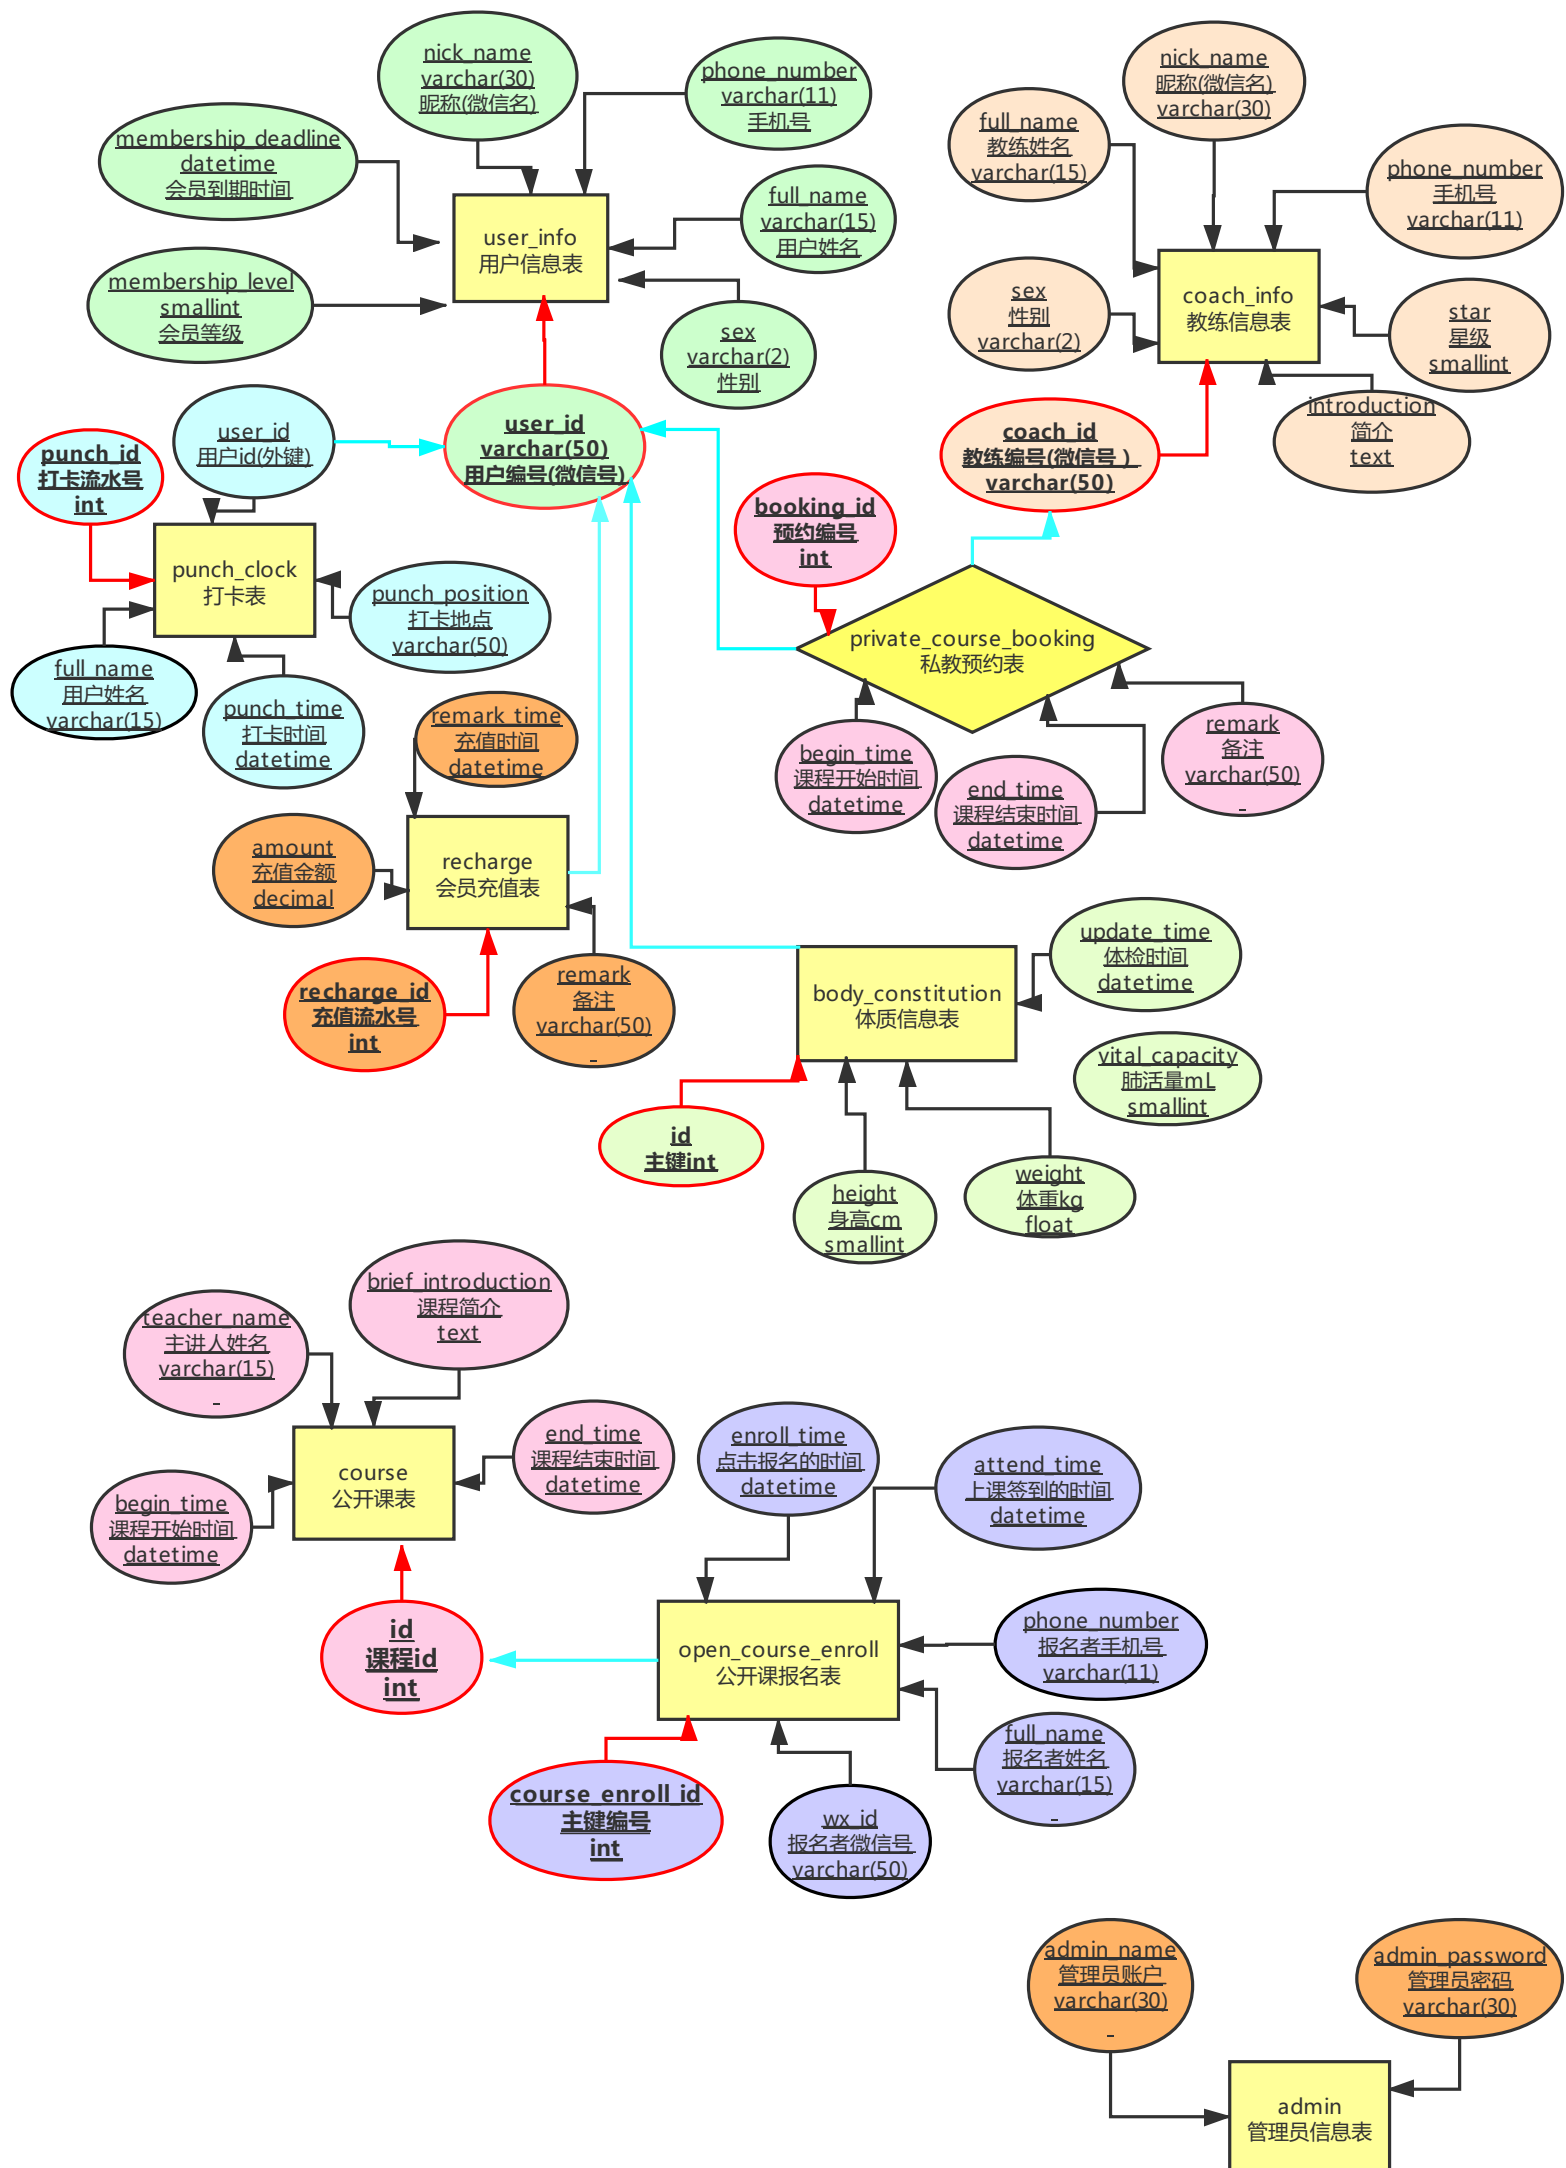 nick_name
varchar(30)
昵称(微信名)
phone_number
varchar(11)
手机号
membership_deadline
datetime
会员到期时间
full_name
varchar(15)
用户姓名
user_info
用户信息表
membership_level
smallint
会员等级
sex
varchar(2)
性别
nick_name
昵称(微信名)
varchar(30)
full_name
教练姓名
varchar(15)
phone_number
手机号
varchar(11)
coach_info
教练信息表
sex
性别
varchar(2)
star
星级
smallint
introduction
简介
text
user_id
varchar(50)
用户编号(微信号)
coach_id
教练编号(微信号 )
varchar(50)
user_id
用户id(外键)
punch_id
打卡流水号
int
punch_clock
打卡表
punch_position
打卡地点
varchar(50)
full_name
用户姓名
varchar(15)
punch_time
打卡时间
datetime
booking_id
预约编号
int
private_course_booking
私教预约表
begin_time
课程开始时间
datetime
end_time
课程结束时间
datetime
remark
备注
varchar(50)
remark_time
充值时间
datetime
amount
充值金额
decimal
recharge
会员充值表
recharge_id
充值流水号
int
remark
备注
varchar(50)
body_constitution
体质信息表
update_time
体检时间
datetime
vital_capacity
肺活量mL
smallint
id
主键int
height
身高cm
smallint
weight
体重kg
float
teacher_name
主讲人姓名
varchar(15)
brief_introduction
课程简介
text
course
公开课表
end_time
课程结束时间
datetime
begin_time
课程开始时间
datetime
id
课程id
int
enroll_time
点击报名的时间
datetime
attend_time
上课签到的时间
datetime
open_course_enroll
公开课报名表
phone_number
报名者手机号
varchar(11)
full_name
报名者姓名
varchar(15)
course_enroll_id
主键编号
int
wx_id
报名者微信号
varchar(50)
admin_name
管理员账户
varchar(30)
admin_password
管理员密码
varchar(30)
admin
管理员信息表